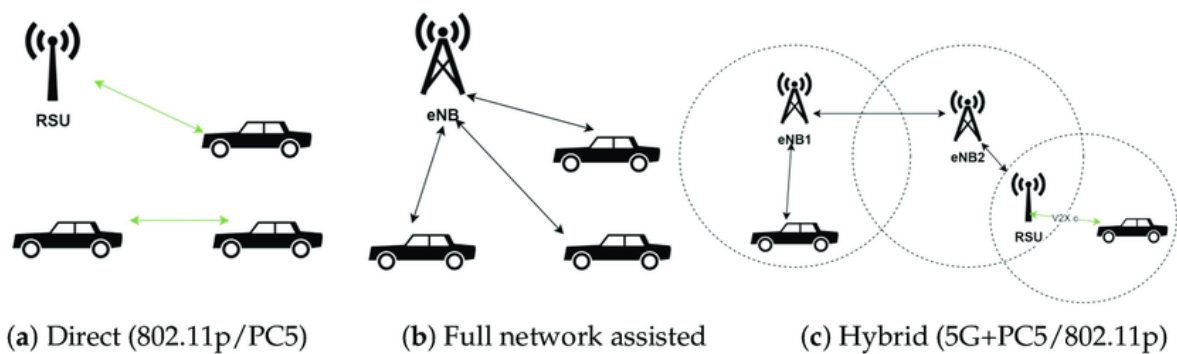 RSU
eNB
eNB1
eNB2
RSU
V2X c
(a) Direct (802.11p/PC5)
(b) Full network assisted
(c) Hybrid (5G+PC5/802.11p)